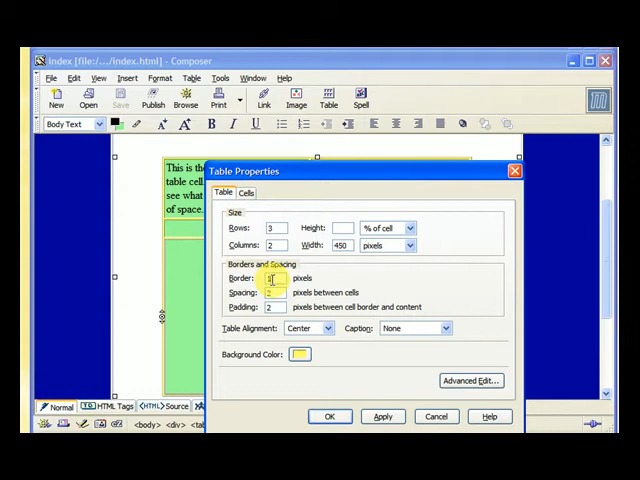 index [file:/.../index.html] - Composer
File Edit View Insert Format Table Tools Window Help
New Open Save Publish Browse Print Link Image Table Spell
Body Text A A B I U
This is the
table cell.
see what
of space.
Table Properties
Table Cells
Size
Rows: 3 Height: % of cell
Columns: 2 Width: 450 pixels
Borders and Spacing
Border: 1 pixels
Spacing: 2 pixels between cells
Padding: 2 pixels between cell border and content
Table Alignment: Center Caption: None
Background Color:
Advanced Edit...
OK Apply Cancel Help
Normal HTML Tags <HTML> Source
<body> <div> <ta